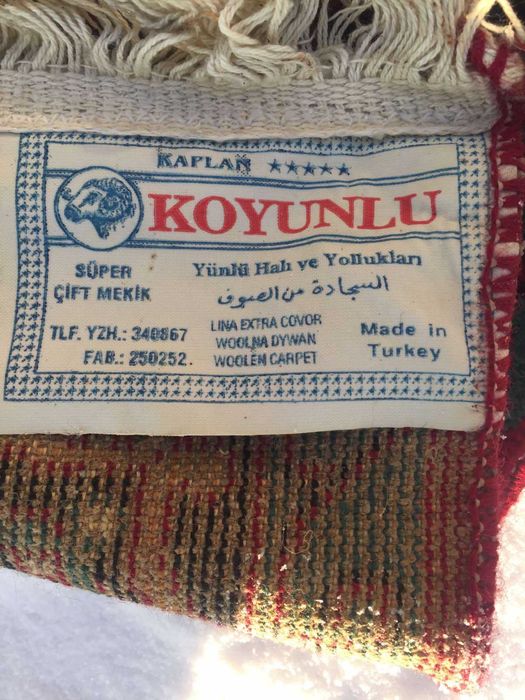 KAPLAN ★★★★★
KOYUNLU
SÜPER
ÇİFT MEKİK
Yünlü Halı ve Yollukları
السجادة من الصوف
TLF. YZH.: 340867
FAB.: 250252.
LINA EXTRA COVOR
WOOLNA DYWAN
WOOLEN CARPET
Made in
Turkey